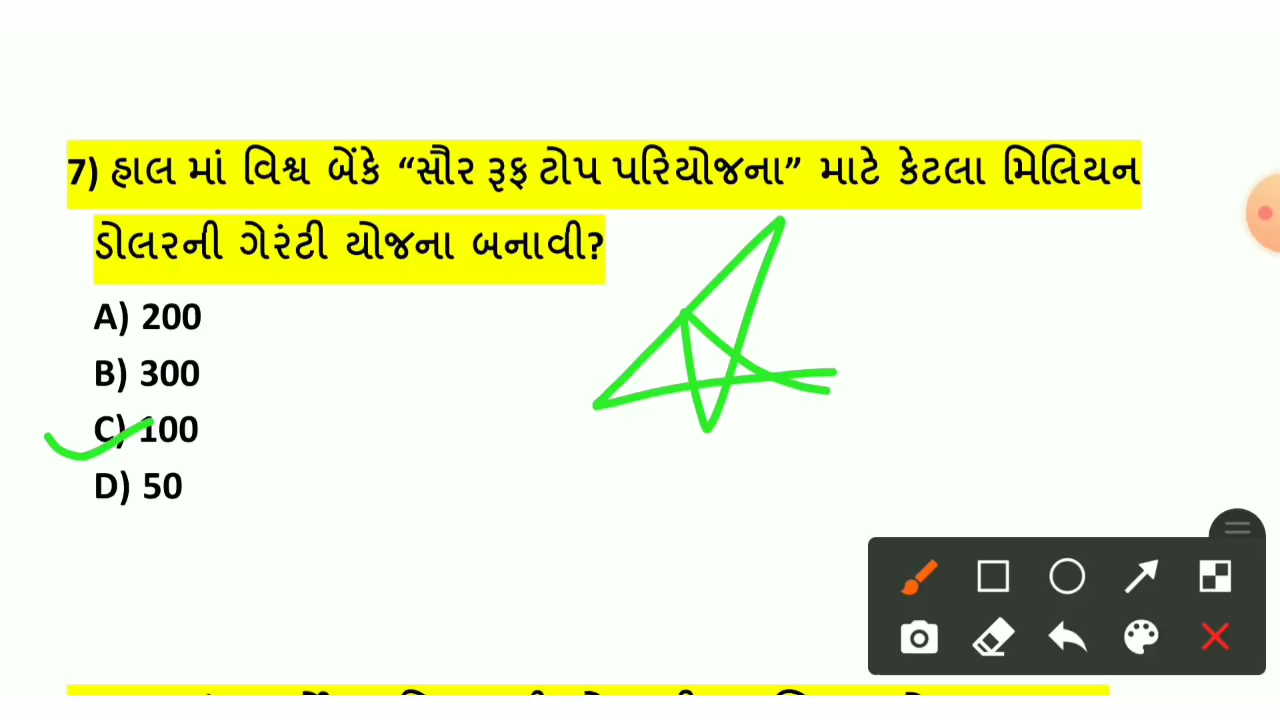 7) હાલ માં વિશ્વ બેંકે “સૌર રૂફ ટોપ પરિયોજના” માટે કેટલા મિલિયન
ડોલરની ગેરંટી યોજના બનાવી?
A) 200
B) 300
C) 100
D) 50